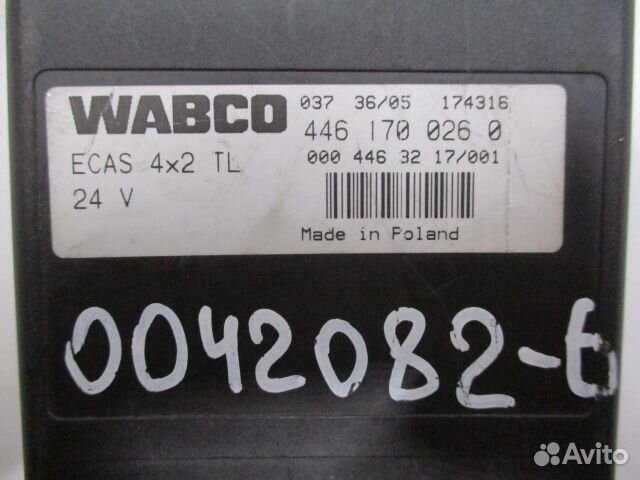 WABCO
037 36/05 174316
446 170 026 0
ECAS 4x2 TL
000 446 32 17/001
24 V
Made in Poland
0042082-6
Avito